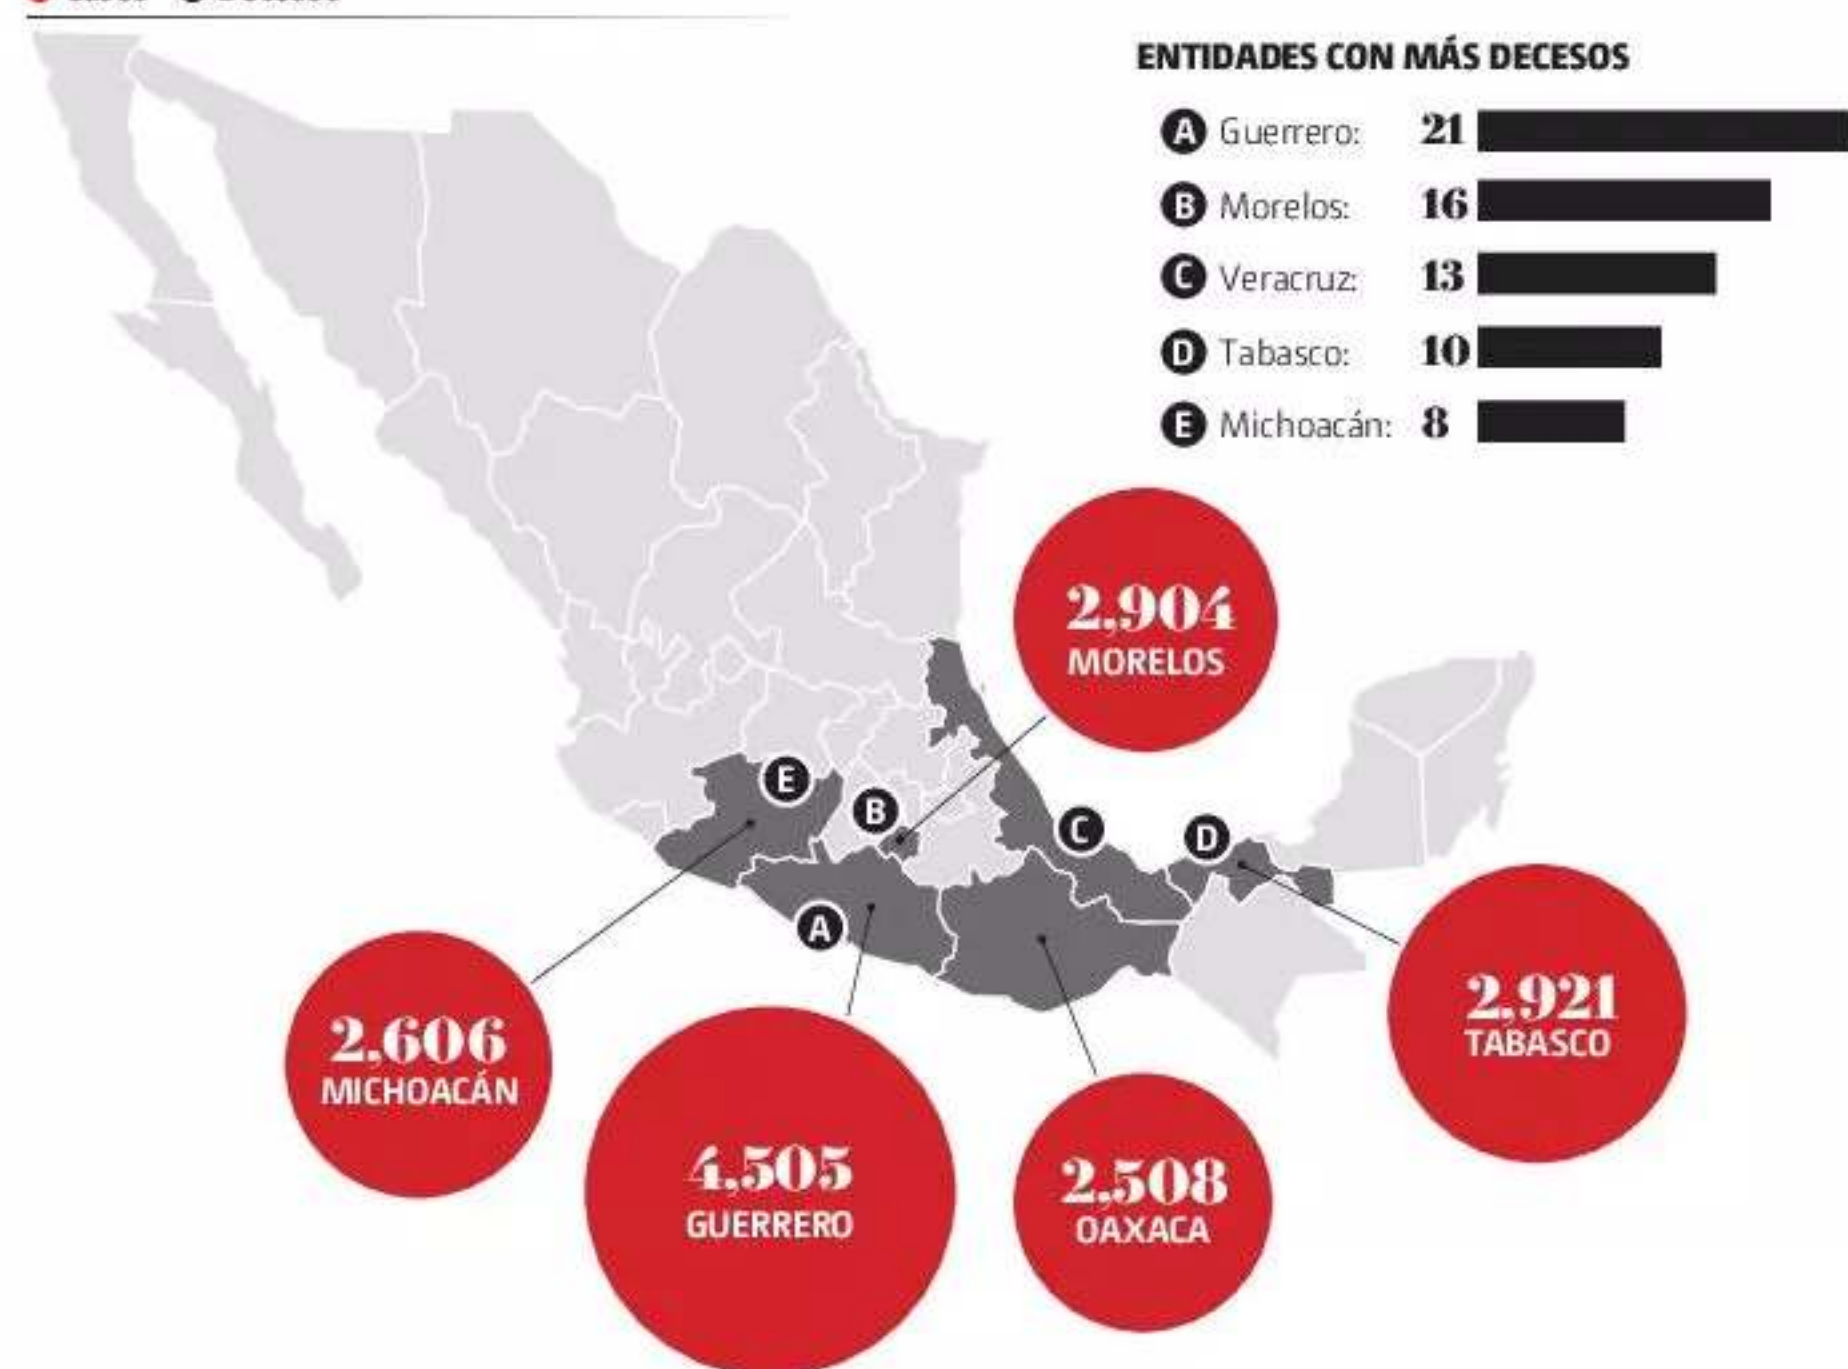 ENTIDADES CON MÁS DECESOS
A Guerrero: 21
B Morelos: 16
C Veracruz: 13
D Tabasco: 10
E Michoacán: 8
2,904
MORELOS
E
B
C
D
A
2,921
TABASCO
2,606
MICHOACÁN
4,505
GUERRERO
2,508
OAXACA